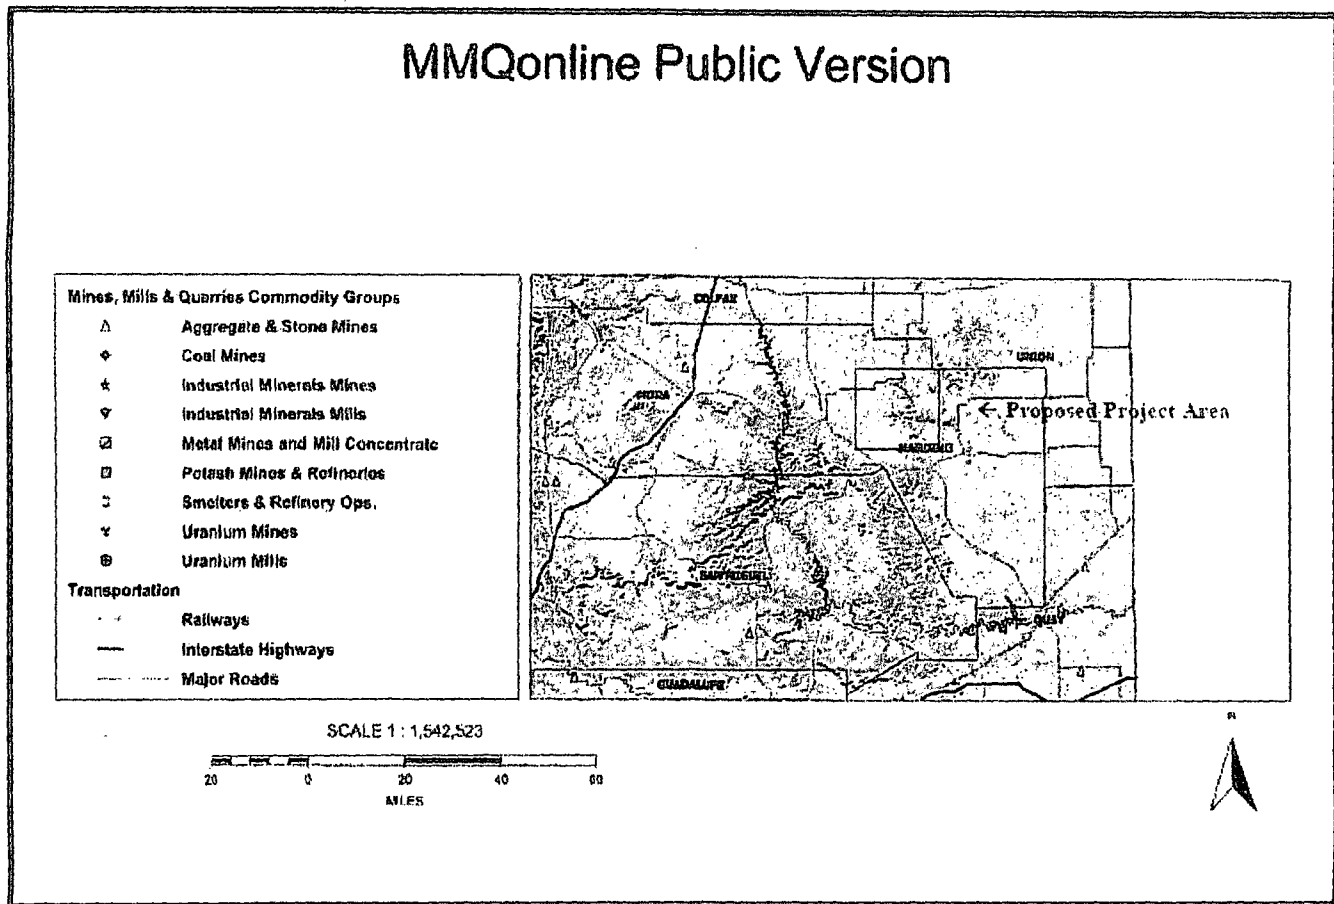 MMQonline Public Version
Mines, Mills & Quarries Commodity Groups
Aggregate & Stone Mines
Coal Mines
Industrial Minerals Mines
Industrial Minerals Mills
Metal Mines and Mill Concentrate
Potash Mines & Refineries
Smelters & Refinery Ops.
Uranium Mines
Uranium Mills
Transportation
Railways
Interstate Highways
Major Roads
COLFAX
UNION
MORA
← Proposed Project Area
HARDING
SAN MIGUEL
QUAY
GUADALUPE
SCALE 1 : 1,542,523
20 0 20 40 60
MILES
N